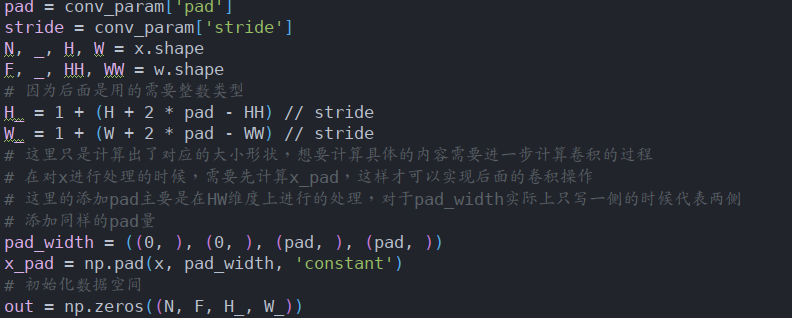 pad = conv_param['pad']
stride = conv_param['stride']
N, _, H, W = x.shape
F, _, HH, WW = w.shape
# 因为后面是用的需要整数类型
H_ = 1 + (H + 2 * pad - HH) // stride
W_ = 1 + (W + 2 * pad - WW) // stride
# 这里只是计算出了对应的大小形状，想要计算具体的内容需要进一步计算卷积的过程
# 在对x进行处理的时候，需要先计算x_pad，这样才可以实现后面的卷积操作
# 这里的添加pad主要是在HW维度上进行的处理，对于pad_width实际上只写一侧的时候代表两侧
# 添加同样的pad量
pad_width = ((0, ), (0, ), (pad, ), (pad, ))
x_pad = np.pad(x, pad_width, 'constant')
# 初始化数据空间
out = np.zeros((N, F, H_, W_))